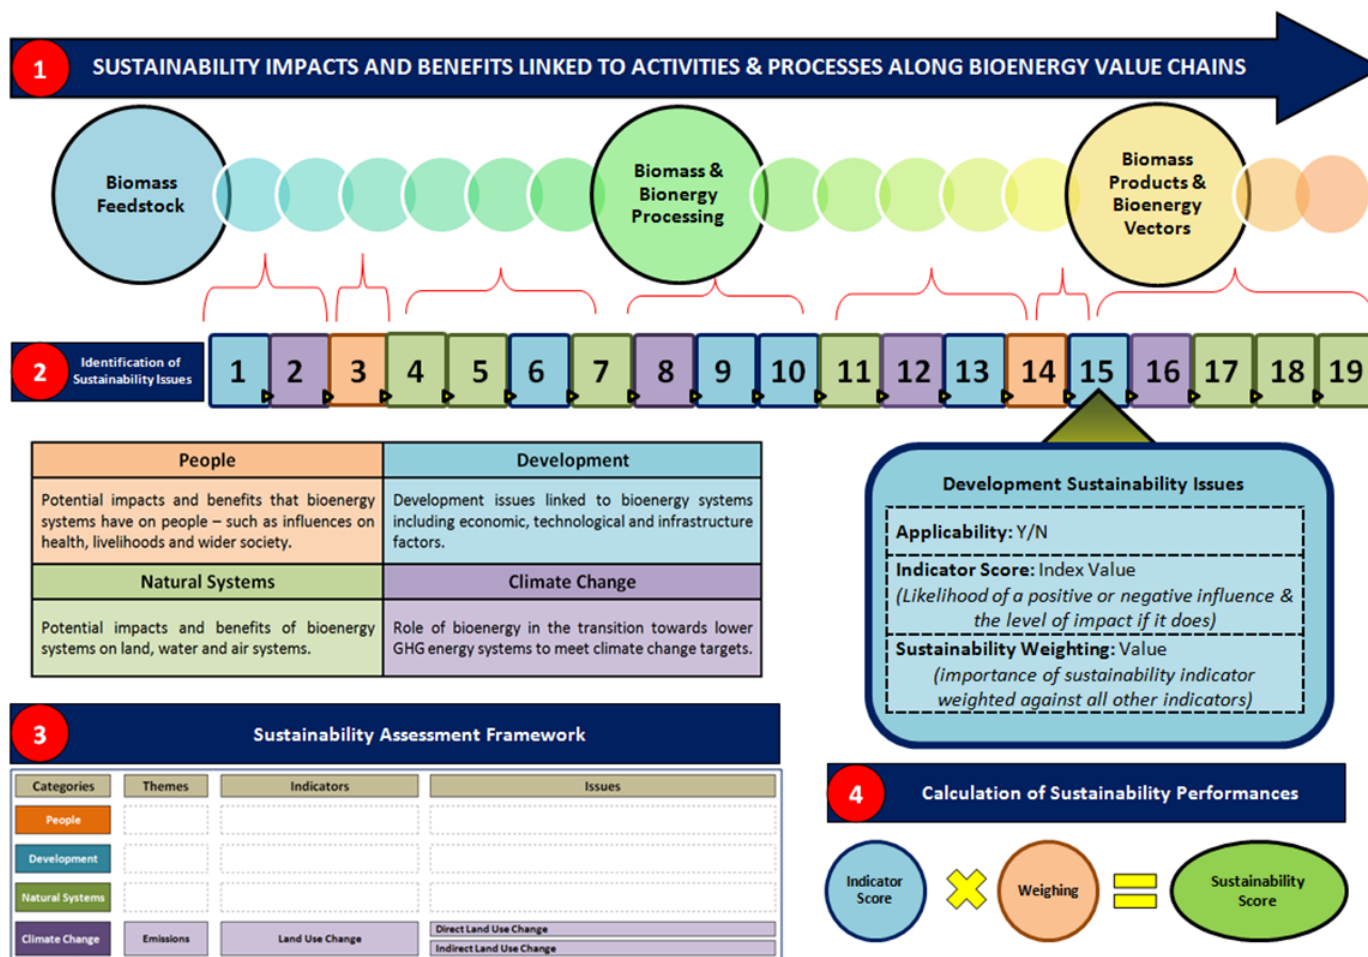 1
SUSTAINABILITY IMPACTS AND BENEFITS LINKED TO ACTIVITIES & PROCESSES ALONG BIOENERGY VALUE CHAINS
Biomass
Feedstock
Biomass &
Bionergy
Processing
Biomass
Products &
Bioenergy
Vectors
2
Identification of
Sustainability Issues
1 2 3 4 5 6 7 8 9 10 11 12 13 14 15 16 17 18 19
People
Potential impacts and benefits that bioenergy
systems have on people – such as influences on
health, livelihoods and wider society.
Development
Development issues linked to bioenergy systems
including economic, technological and infrastructure
factors.
Natural Systems
Potential impacts and benefits of bioenergy
systems on land, water and air systems.
Climate Change
Role of bioenergy in the transition towards lower
GHG energy systems to meet climate change targets.
Development Sustainability Issues
Applicability: Y/N
Indicator Score: Index Value
(Likelihood of a positive or negative influence &
the level of impact if it does)
Sustainability Weighting: Value
(importance of sustainability indicator
weighted against all other indicators)
3
Sustainability Assessment Framework
Categories Themes Indicators Issues
People
Development
Natural Systems
Climate Change Emissions Land Use Change
Direct Land Use Change
Indirect Land Use Change
4
Calculation of Sustainability Performances
Indicator
Score
Weighing
Sustainability
Score